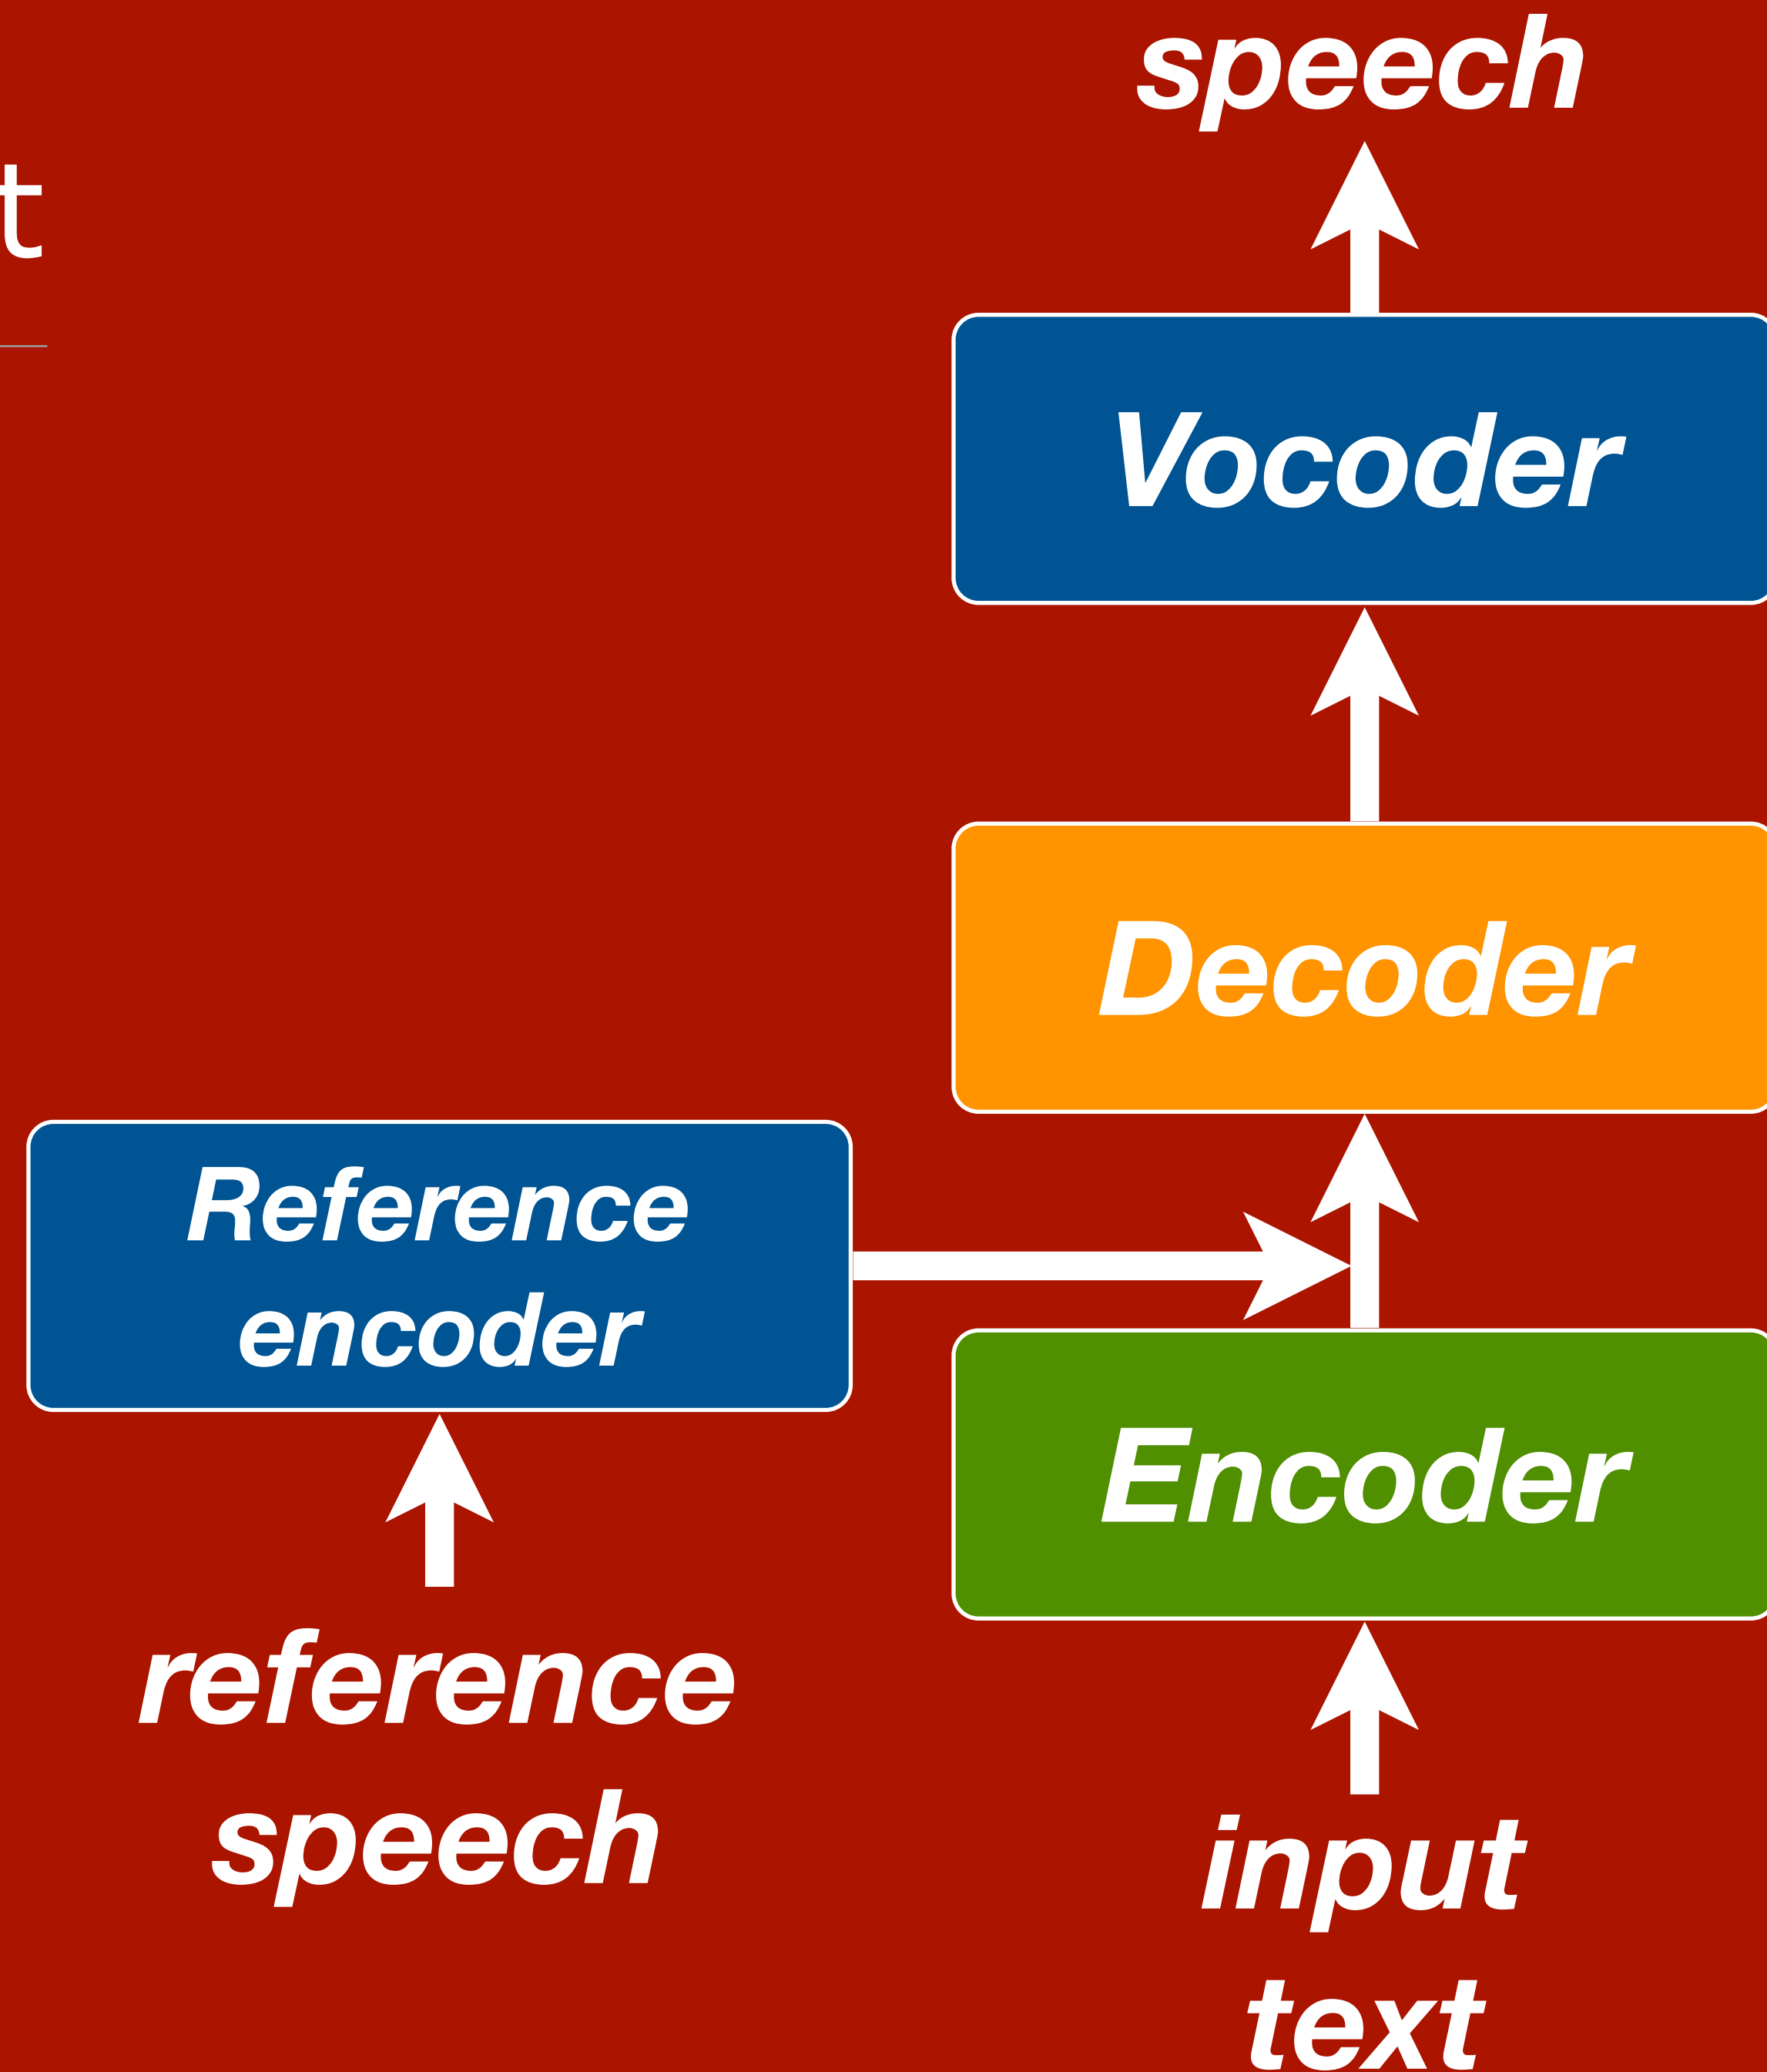 t
speech
Vocoder
Decoder
Reference
encoder
Encoder
reference
speech
input
text